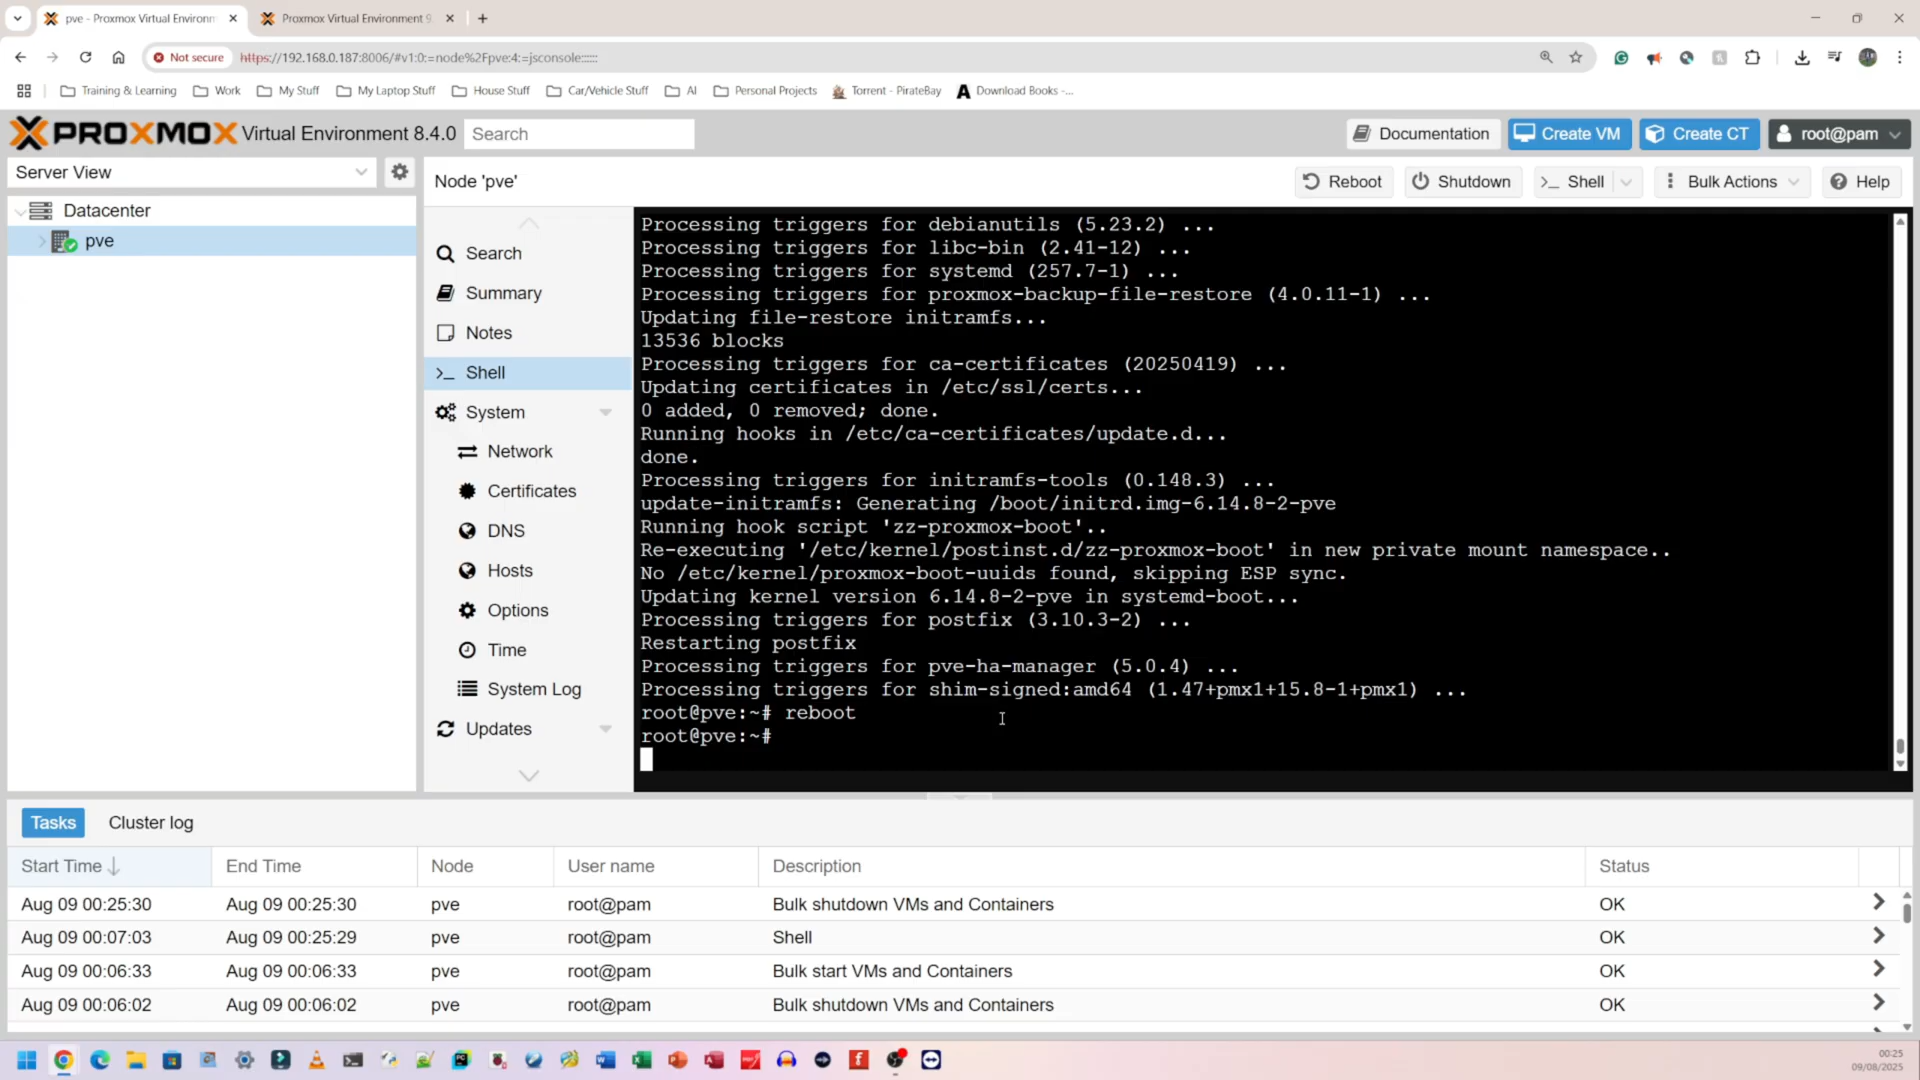 pve - Proxmox Virtual Environm
Proxmox Virtual Environment 9.
Not secure
https://192.168.0.187:8006/#v1:0:=node%2Fpve:4:=jsconsole::::::
Training & Learning
Work
My Stuff
My Laptop Stuff
House Stuff
Car/Vehicle Stuff
AI
Personal Projects
Torrent - PirateBay
Download Books -...
PROXMOX Virtual Environment 8.4.0
Search
Documentation
Create VM
Create CT
root@pam
Server View
Node 'pve'
Reboot
Shutdown
Shell
Bulk Actions
Help
Datacenter
pve
Search
Summary
Notes
Shell
System
Network
Certificates
DNS
Hosts
Options
Time
System Log
Updates
Processing triggers for debianutils (5.23.2) ...
Processing triggers for libc-bin (2.41-12) ...
Processing triggers for systemd (257.7-1) ...
Processing triggers for proxmox-backup-file-restore (4.0.11-1) ...
Updating file-restore initramfs...
13536 blocks
Processing triggers for ca-certificates (20250419) ...
Updating certificates in /etc/ssl/certs...
0 added, 0 removed; done.
Running hooks in /etc/ca-certificates/update.d...
done.
Processing triggers for initramfs-tools (0.148.3) ...
update-initramfs: Generating /boot/initrd.img-6.14.8-2-pve
Running hook script 'zz-proxmox-boot'..
Re-executing '/etc/kernel/postinst.d/zz-proxmox-boot' in new private mount namespace..
No /etc/kernel/proxmox-boot-uuids found, skipping ESP sync.
Updating kernel version 6.14.8-2-pve in systemd-boot...
Processing triggers for postfix (3.10.3-2) ...
Restarting postfix
Processing triggers for pve-ha-manager (5.0.4) ...
Processing triggers for shim-signed:amd64 (1.47+pmx1+15.8-1+pmx1) ...
root@pve:~# reboot
root@pve:~#
Tasks
Cluster log
Start Time
End Time
Node
User name
Description
Status
Aug 09 00:25:30
Aug 09 00:25:30
pve
root@pam
Bulk shutdown VMs and Containers
OK
Aug 09 00:07:03
Aug 09 00:25:29
pve
root@pam
Shell
OK
Aug 09 00:06:33
Aug 09 00:06:33
pve
root@pam
Bulk start VMs and Containers
OK
Aug 09 00:06:02
Aug 09 00:06:02
pve
root@pam
Bulk shutdown VMs and Containers
OK
00:25
09/08/2025